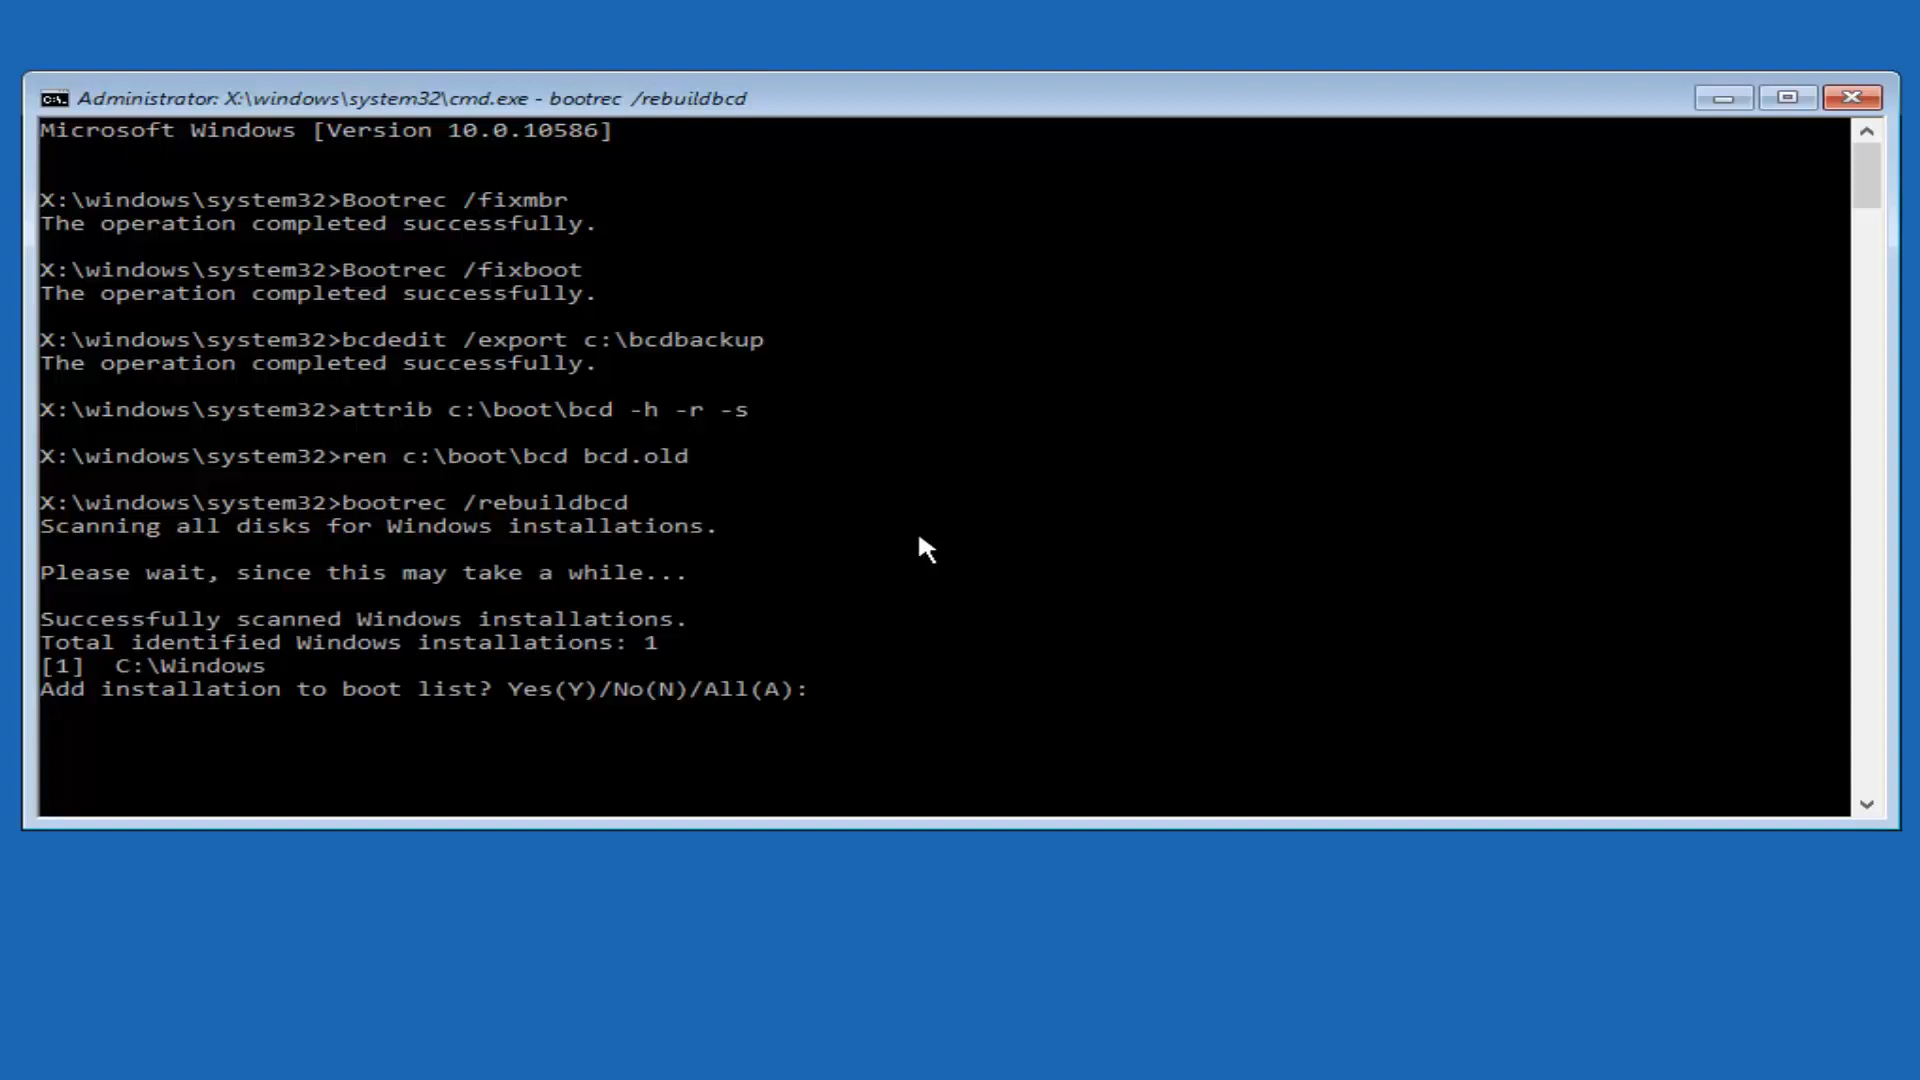 Administrator: X:\windows\system32\cmd.exe - bootrec /rebuildbcd
Microsoft Windows [Version 10.0.10586]
X:\windows\system32>Bootrec /fixmbr
The operation completed successfully.
X:\windows\system32>Bootrec /fixboot
The operation completed successfully.
X:\windows\system32>bcdedit /export c:\bcdbackup
The operation completed successfully.
X:\windows\system32>attrib c:\boot\bcd -h -r -s
X:\windows\system32>ren c:\boot\bcd bcd.old
X:\windows\system32>bootrec /rebuildbcd
Scanning all disks for Windows installations.
Please wait, since this may take a while...
Successfully scanned Windows installations.
Total identified Windows installations: 1
[1]  C:\Windows
Add installation to boot list? Yes(Y)/No(N)/All(A):